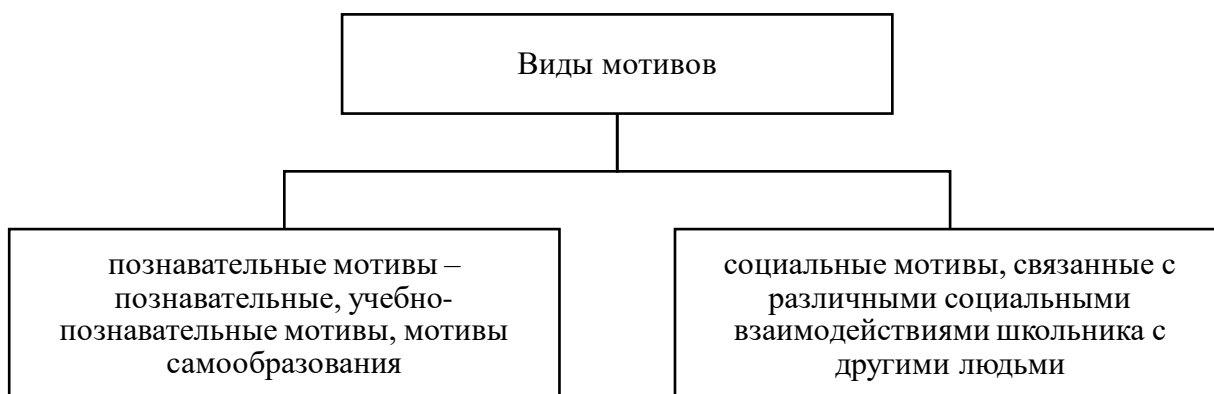 Виды мотивов
познавательные мотивы –
познавательные, учебно-
познавательные мотивы, мотивы
самообразования
социальные мотивы, связанные с
различными социальными
взаимодействиями школьника с
другими людьми